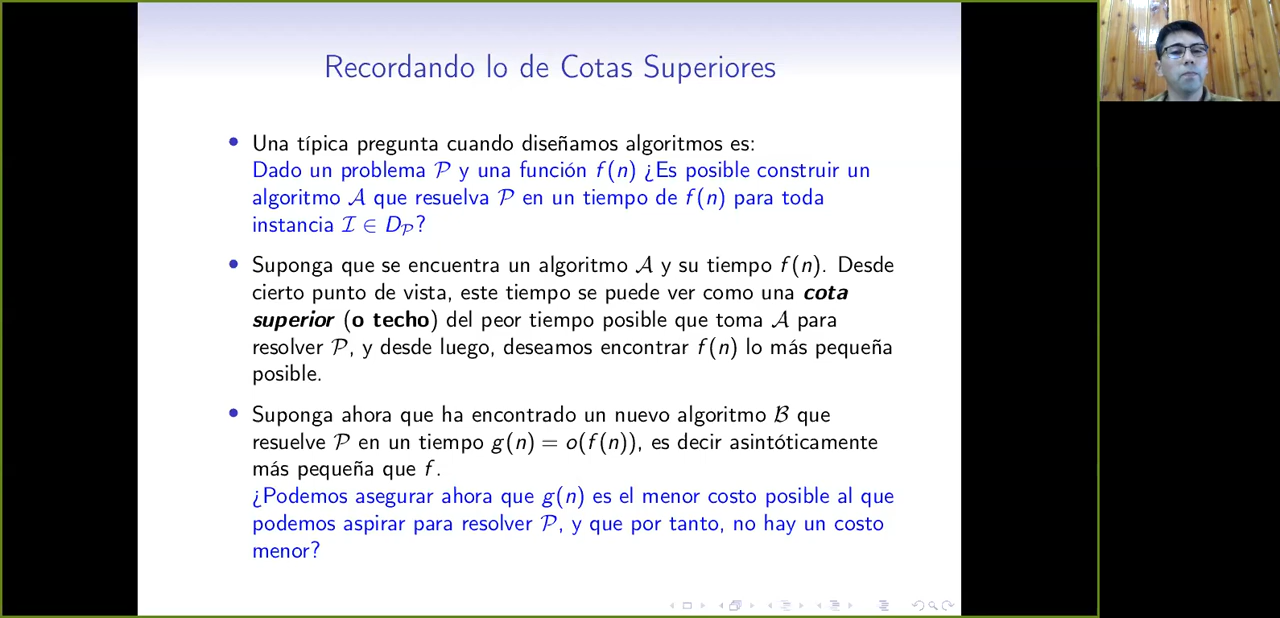 Recordando lo de Cotas Superiores
• Una típica pregunta cuando diseñamos algoritmos es:
Dado un problema 𝒫 y una función f(n) ¿Es posible construir un
algoritmo 𝒜 que resuelva 𝒫 en un tiempo de f(n) para toda
instancia ℐ ∈ D𝒫?
• Suponga que se encuentra un algoritmo 𝒜 y su tiempo f(n). Desde
cierto punto de vista, este tiempo se puede ver como una cota
superior (o techo) del peor tiempo posible que toma 𝒜 para
resolver 𝒫, y desde luego, deseamos encontrar f(n) lo más pequeña
posible.
• Suponga ahora que ha encontrado un nuevo algoritmo ℬ que
resuelve 𝒫 en un tiempo g(n) = o(f(n)), es decir asintóticamente
más pequeña que f.
¿Podemos asegurar ahora que g(n) es el menor costo posible al que
podemos aspirar para resolver 𝒫, y que por tanto, no hay un costo
menor?